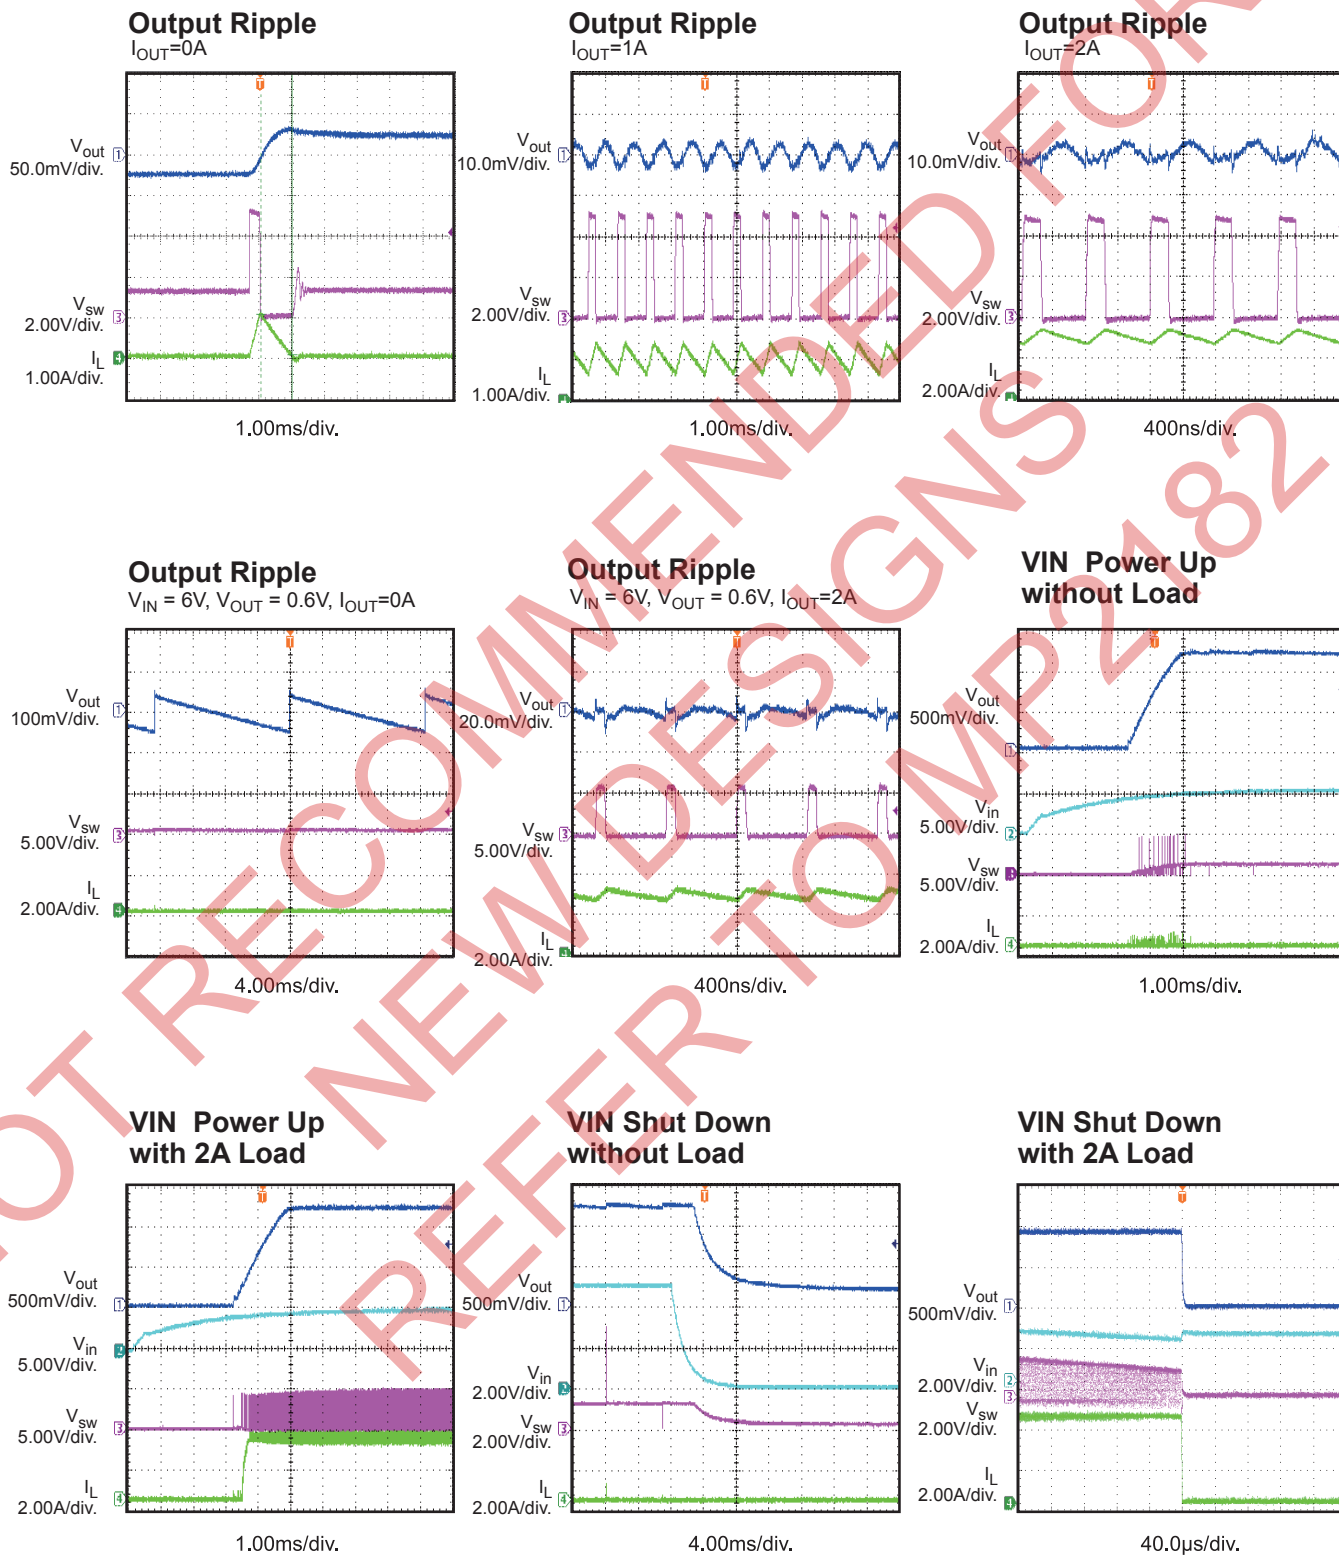 Output Ripple
IOUT=0A
Vout
50.0mV/div.
Vsw
2.00V/div.
IL
1.00A/div.
1.00ms/div.
Output Ripple
IOUT=1A
Vout
10.0mV/div.
Vsw
2.00V/div.
IL
1.00A/div.
1.00ms/div.
Output Ripple
IOUT=2A
Vout
10.0mV/div.
Vsw
2.00V/div.
IL
2.00A/div.
400ns/div.
Output Ripple
VIN = 6V, VOUT = 0.6V, IOUT=0A
Vout
100mV/div.
Vsw
5.00V/div.
IL
2.00A/div.
4.00ms/div.
Output Ripple
VIN = 6V, VOUT = 0.6V, IOUT=2A
Vout
20.0mV/div.
Vsw
5.00V/div.
IL
2.00A/div.
400ns/div.
VIN Power Up
without Load
Vout
500mV/div.
Vin
5.00V/div.
Vsw
5.00V/div.
IL
2.00A/div.
1.00ms/div.
VIN Power Up
with 2A Load
Vout
500mV/div.
Vin
5.00V/div.
Vsw
5.00V/div.
IL
2.00A/div.
1.00ms/div.
VIN Shut Down
without Load
Vout
500mV/div.
Vin
2.00V/div.
Vsw
2.00V/div.
IL
2.00A/div.
4.00ms/div.
VIN Shut Down
with 2A Load
Vout
500mV/div.
Vin
2.00V/div.
Vsw
2.00V/div.
IL
2.00A/div.
40.0µs/div.
NOT RECOMMENDED FOR
NEW DESIGNS
REFER TO MP2182